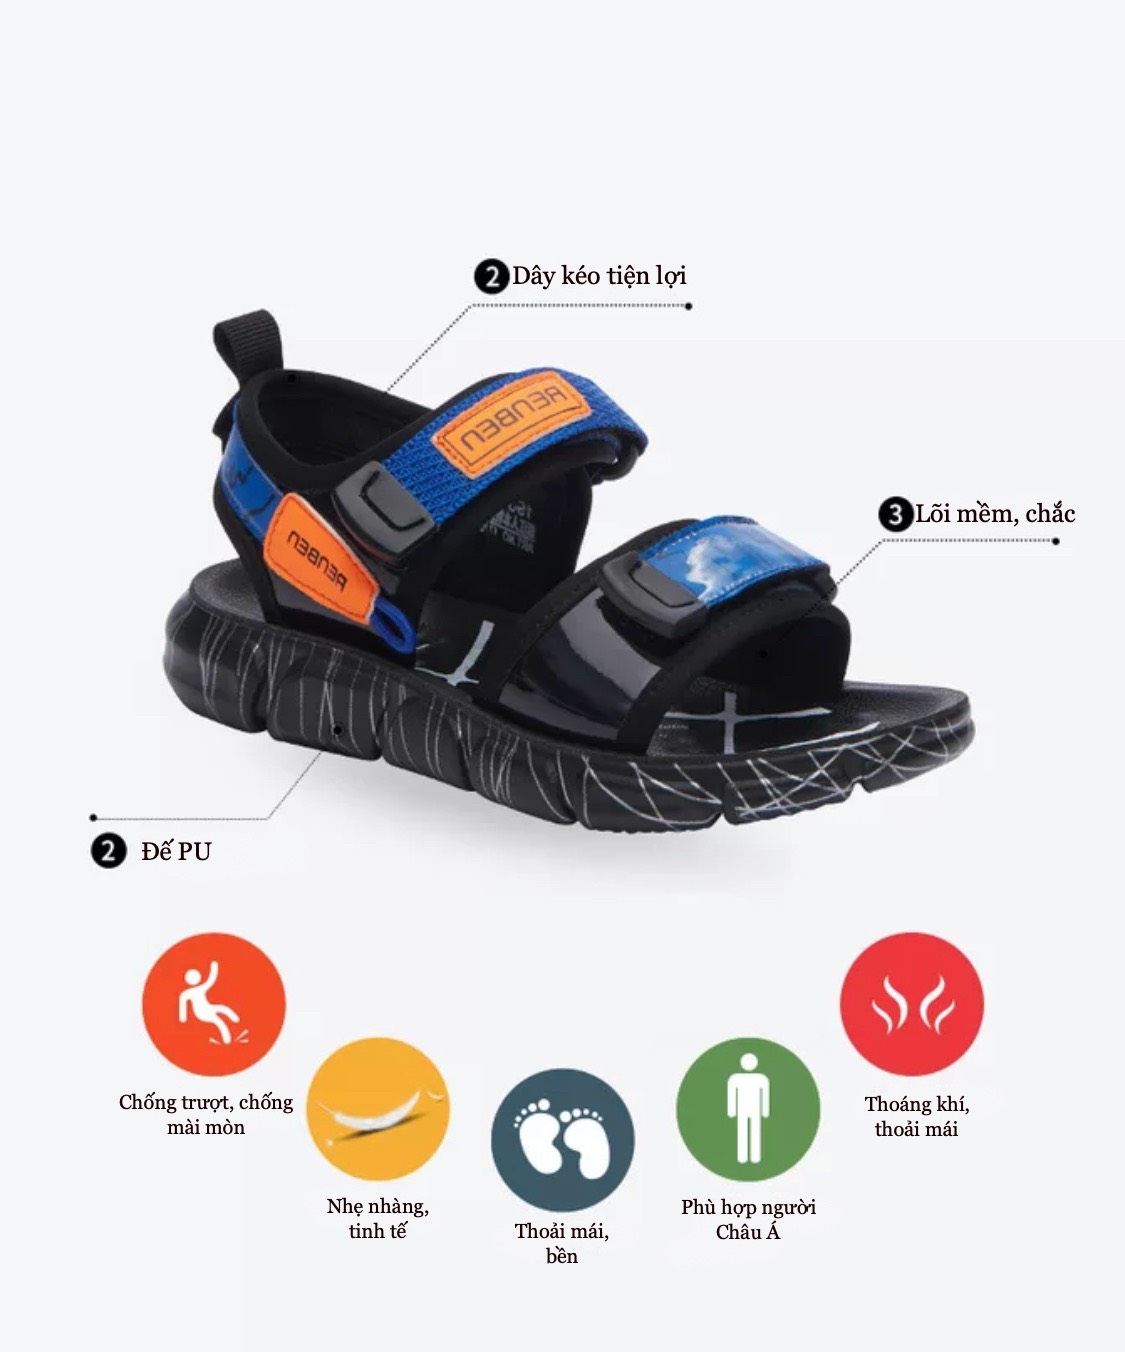 2 Dây kéo tiện lợi
RENBEN
3 Lõi mềm, chắc
RENBEN
2 Đế PU
Chống trượt, chống
mài mòn
Nhẹ nhàng,
tinh tế
Thoải mái,
bền
Phù hợp người
Châu Á
Thoáng khí,
thoải mái